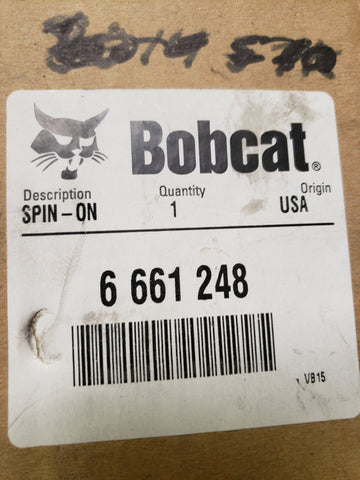 Bobcat®
Description Quantity Origin
SPIN-ON 1 USA
6 661 248
VB15